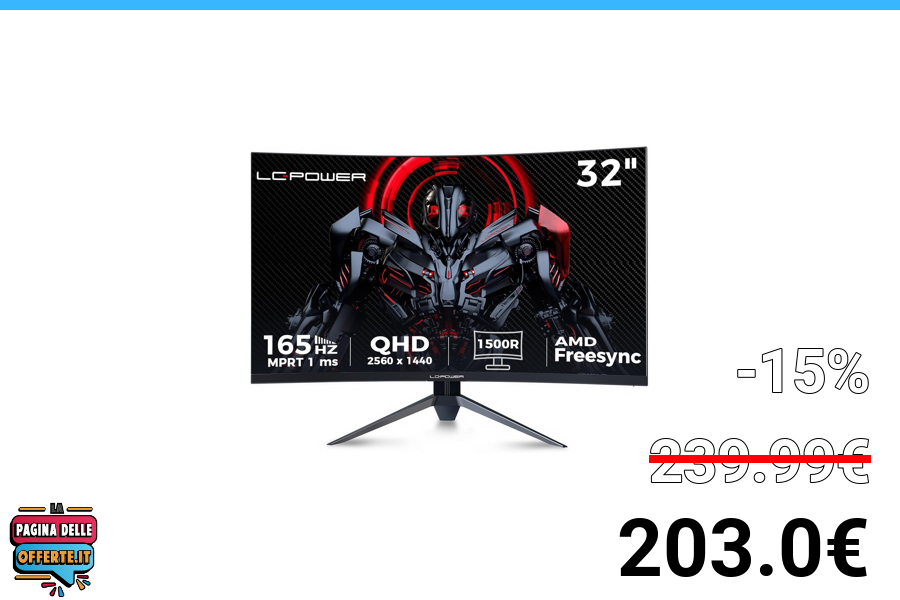 LC-POWER
32"
165 HZ
MPRT 1 ms
QHD
2560 x 1440
1500R
AMD
Freesync
LC-POWER
-15%
239.99€
203.0€
LA
PAGINA DELLE
OFFERTE.IT